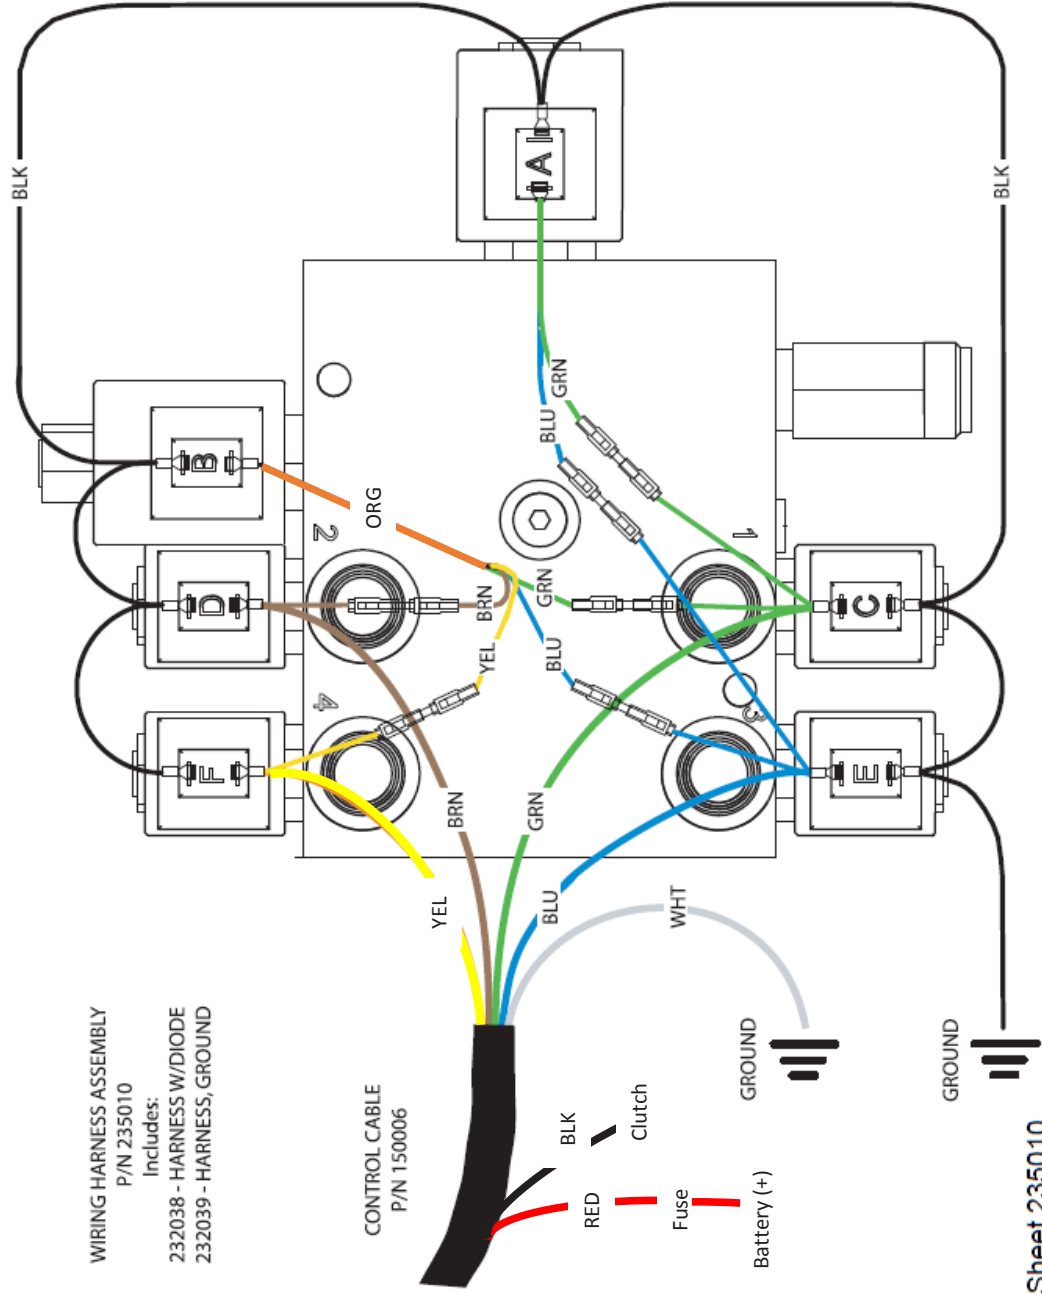 WIRING HARNESS ASSEMBLY
P/N 235010
Includes:
232038 - HARNESS W/DIODE
232039 - HARNESS, GROUND
CONTROL CABLE
P/N 150006
BLK
Clutch
RED
Fuse
Battery (+)
GROUND
GROUND
YEL
BRN
GRN
BLU
WHT
F
D
B
A
C
E
4
2
3
1
YEL
BRN
BLU
GRN
ORG
BLU
GRN
BLK
BLK
Sheet 235010